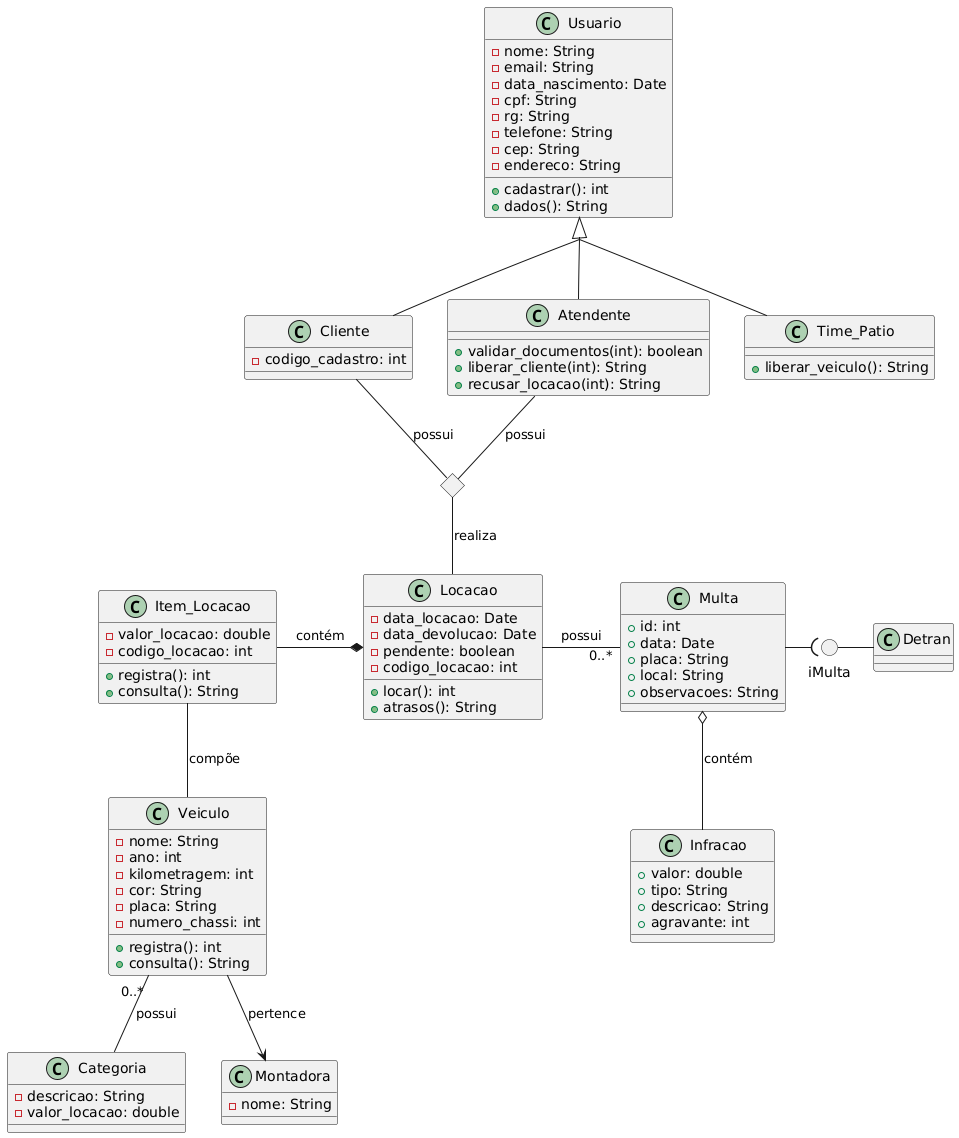 Usuario
nome: String
email: String
data_nascimento: Date
cpf: String
rg: String
telefone: String
cep: String
endereco: String
cadastrar(): int
dados(): String
Cliente
codigo_cadastro: int
Atendente
validar_documentos(int): boolean
liberar_cliente(int): String
recusar_locacao(int): String
Time_Patio
liberar_veiculo(): String
possui
possui
realiza
Item_Locacao
valor_locacao: double
codigo_locacao: int
registra(): int
consulta(): String
contém
Locacao
data_locacao: Date
data_devolucao: Date
pendente: boolean
codigo_locacao: int
locar(): int
atrasos(): String
possui
0..*
Multa
id: int
data: Date
placa: String
local: String
observacoes: String
iMulta
Detran
compõe
contém
Veiculo
nome: String
ano: int
kilometragem: int
cor: String
placa: String
numero_chassi: int
registra(): int
consulta(): String
Infracao
valor: double
tipo: String
descricao: String
agravante: int
0..*
possui
pertence
Categoria
descricao: String
valor_locacao: double
Montadora
nome: String